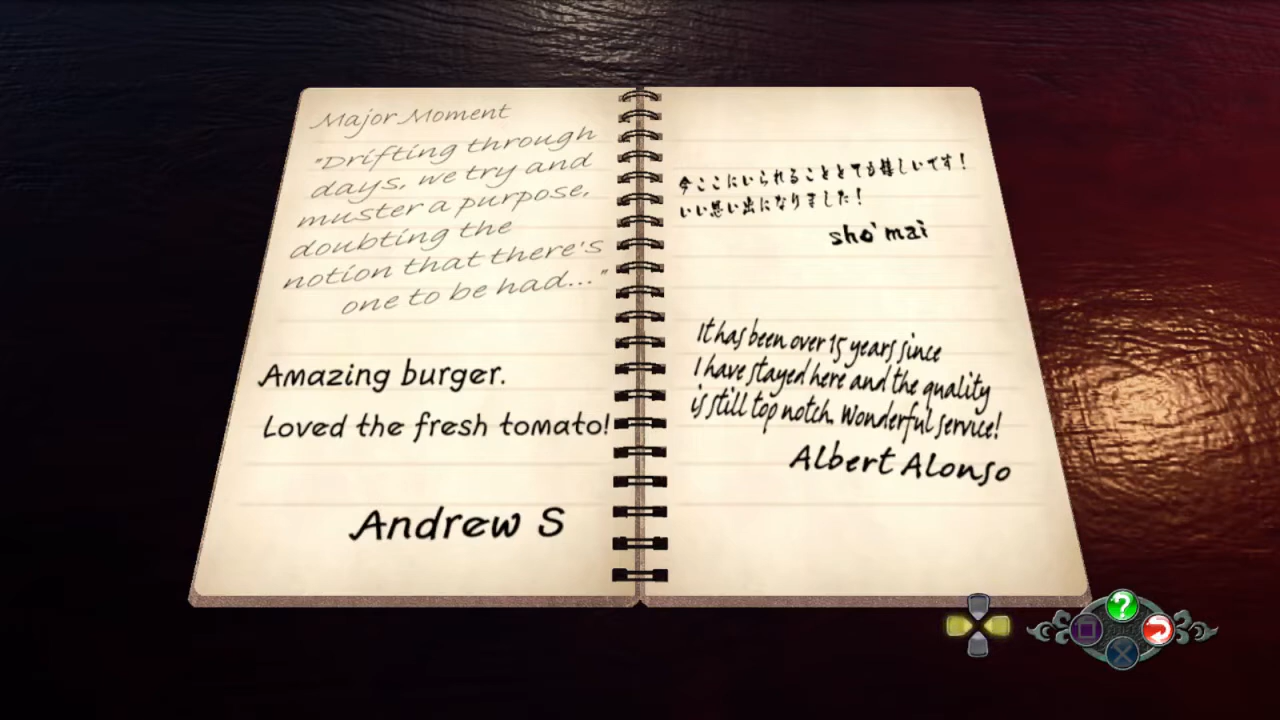 Major Moment
"Drifting through
days, we try and
muster a purpose,
doubting the
notion that there's
one to be had..."
Amazing burger.
Loved the fresh tomato!
Andrew S
今ここにいられることとても嬉しいです！
いい思い出になりました！
sho'mai
It has been over 15 years since
I have stayed here and the quality
is still top notch. Wonderful service!
Albert Alonso
?